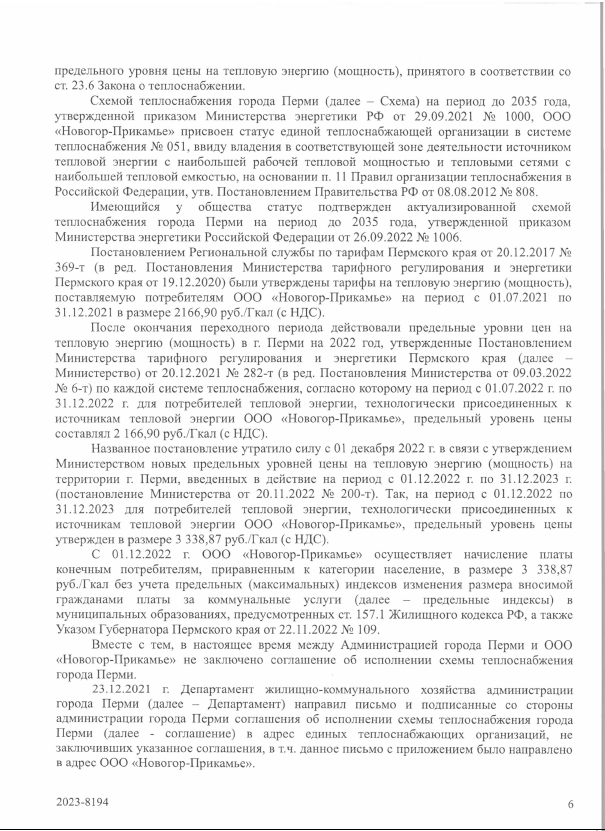 предельного уровня цены на тепловую энергию (мощность), принятого в соответствии со
ст. 23.6 Закона о теплоснабжении.
Схемой теплоснабжения города Перми (далее – Схема) на период до 2035 года,
утвержденной приказом Министерства энергетики РФ от 29.09.2021 № 1000, ООО
«Новогор-Прикамье» присвоен статус единой теплоснабжающей организации в системе
теплоснабжения № 051, ввиду владения в соответствующей зоне деятельности источником
тепловой энергии с наибольшей рабочей тепловой мощностью и тепловыми сетями с
наибольшей тепловой емкостью, на основании п. 11 Правил организации теплоснабжения в
Российской Федерации, утв. Постановлением Правительства РФ от 08.08.2012 № 808.
Имеющийся у общества статус подтвержден актуализированной схемой
теплоснабжения города Перми на период до 2035 года, утвержденной приказом
Министерства энергетики Российской Федерации от 26.09.2022 № 1006.
Постановлением Региональной службы по тарифам Пермского края от 20.12.2017 №
369-т (в ред. Постановления Министерства тарифного регулирования и энергетики
Пермского края от 19.12.2020) были утверждены тарифы на тепловую энергию (мощность),
поставляемую потребителям ООО «Новогор-Прикамье» на период с 01.07.2021 по
31.12.2021 в размере 2166,90 руб./Гкал (с НДС).
После окончания переходного периода действовали предельные уровни цен на
тепловую энергию (мощность) в г. Перми на 2022 год, утвержденные Постановлением
Министерства тарифного регулирования и энергетики Пермского края (далее –
Министерство) от 20.12.2021 № 282-т (в ред. Постановления Министерства от 09.03.2022
№ 6-т) по каждой системе теплоснабжения, согласно которому на период с 01.07.2022 г. по
31.12.2022 г. для потребителей тепловой энергии, технологически присоединенных к
источникам тепловой энергии ООО «Новогор-Прикамье», предельный уровень цены
составлял 2 166,90 руб./Гкал (с НДС).
Названное постановление утратило силу с 01 декабря 2022 г. в связи с утверждением
Министерством новых предельных уровней цены на тепловую энергию (мощность) на
территории г. Перми, введенных в действие на период с 01.12.2022 г. по 31.12.2023 г.
(постановление Министерства от 20.11.2022 № 200-т). Так, на период с 01.12.2022 по
31.12.2023 для потребителей тепловой энергии, технологически присоединенных к
источникам тепловой энергии ООО «Новогор-Прикамье», предельный уровень цены
утвержден в размере 3 338,87 руб./Гкал (с НДС).
С 01.12.2022 г. ООО «Новогор-Прикамье» осуществляет начисление платы
конечным потребителям, приравненным к категории население, в размере 3 338,87
руб./Гкал без учета предельных (максимальных) индексов изменения размера вносимой
гражданами платы за коммунальные услуги (далее – предельные индексы) в
муниципальных образованиях, предусмотренных ст. 157.1 Жилищного кодекса РФ, а также
Указом Губернатора Пермского края от 22.11.2022 № 109.
Вместе с тем, в настоящее время между Администрацией города Перми и ООО
«Новогор-Прикамье» не заключено соглашение об исполнении схемы теплоснабжения
города Перми.
23.12.2021 г. Департамент жилищно-коммунального хозяйства администрации
города Перми (далее – Департамент) направил письмо и подписанные со стороны
администрации города Перми соглашения об исполнении схемы теплоснабжения города
Перми (далее - соглашение) в адрес единых теплоснабжающих организаций, не
заключивших указанное соглашения, в т.ч. данное письмо с приложением было направлено
в адрес ООО «Новогор-Прикамье».
2023-8194
6